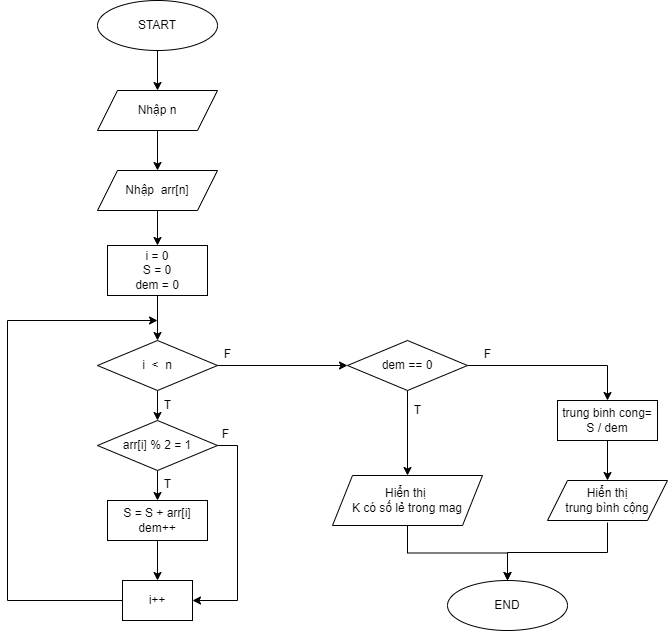 START
Nhập n
Nhập arr[n]
i = 0
S = 0
dem = 0
i < n
F
T
arr[i] % 2 = 1
F
T
S = S + arr[i]
dem++
i++
dem == 0
F
T
Hiển thị
K có số lẻ trong mag
trung binh cong=
S / dem
Hiển thị
trung bình cộng
END